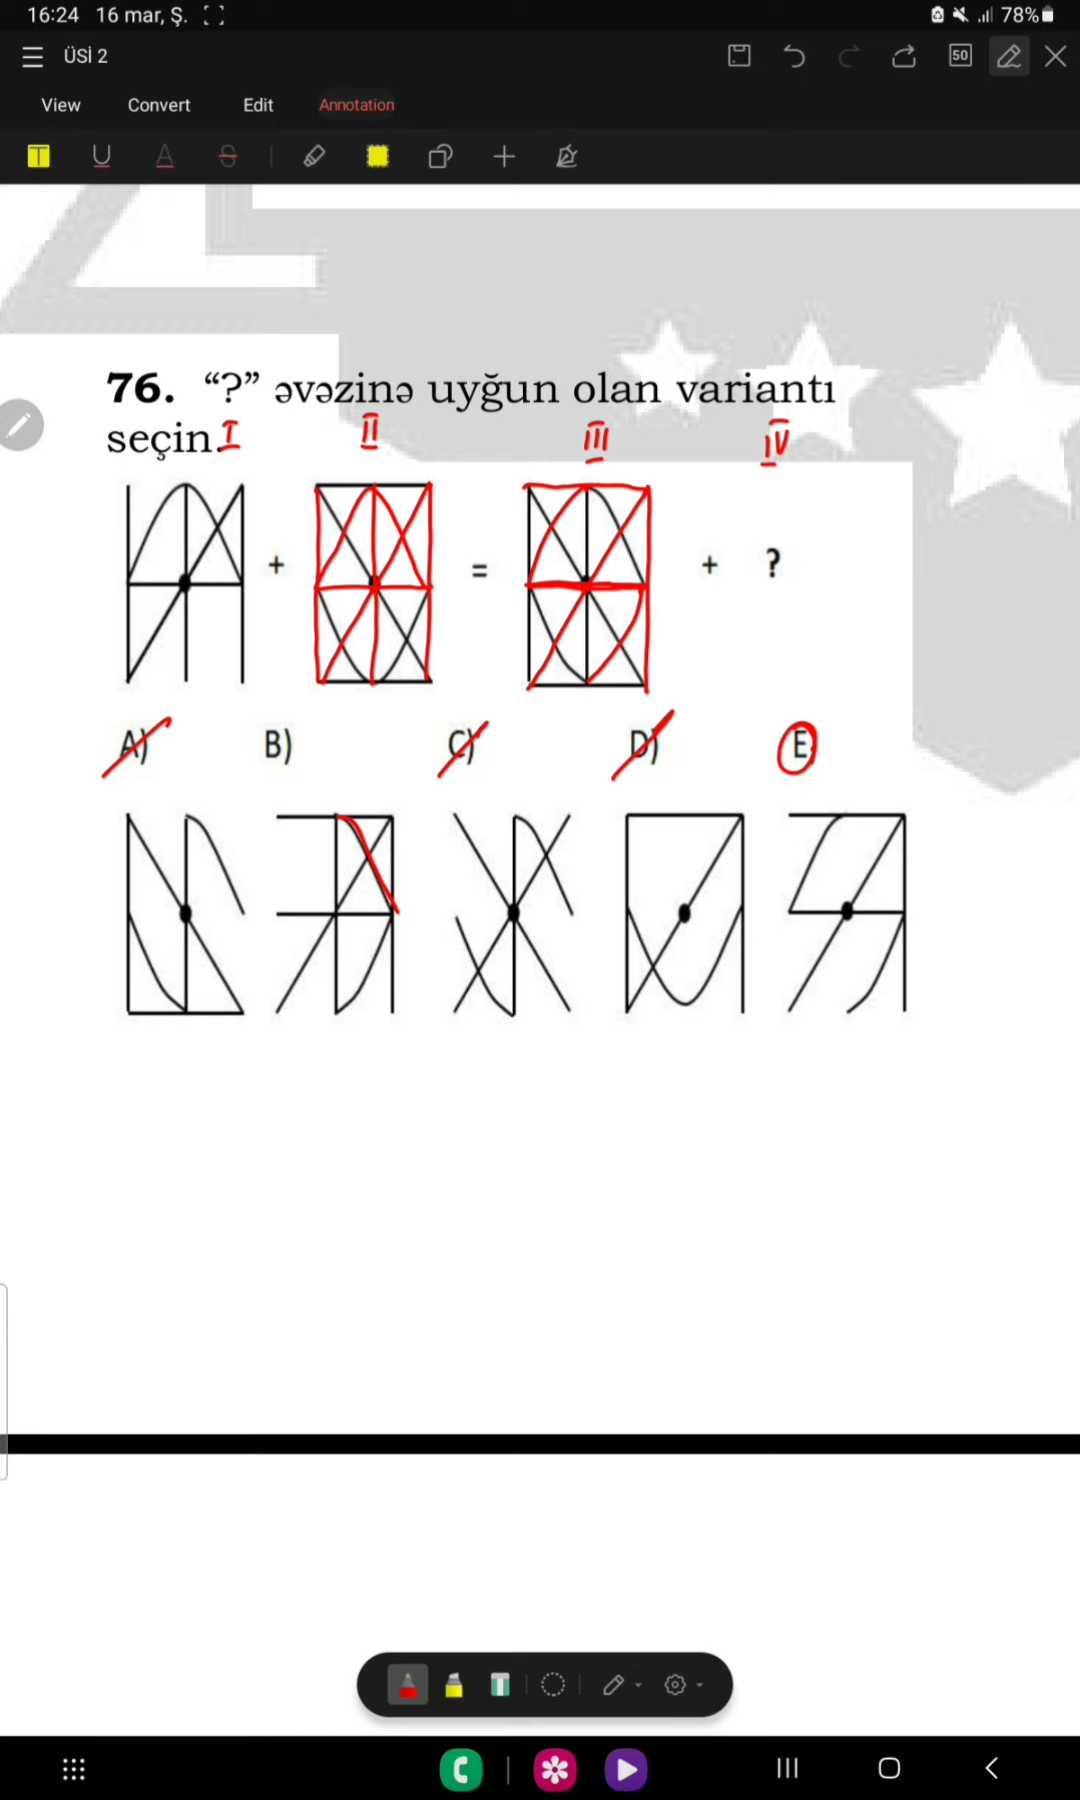 16:24 16 mar, Ş. 78%
ÜSİ 2 50
View Convert Edit Annotation
T U A S
76. “?” əvəzinə uyğun olan variantı
seçin. I II III IV
+ = + ?
A) B) C) D) E)